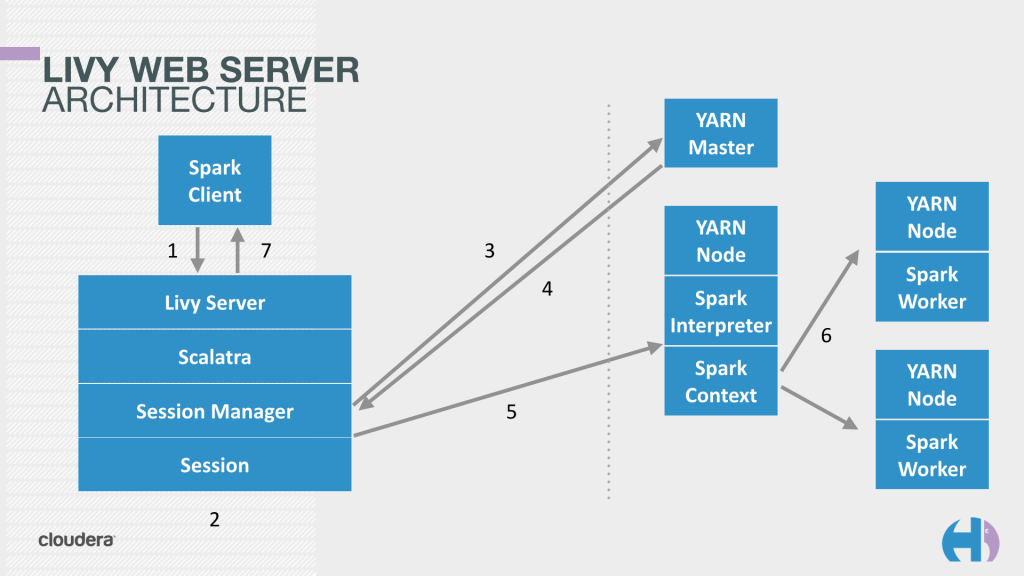 LIVY WEB SERVER
ARCHITECTURE
Spark
Client
1
7
Livy Server
Scalatra
Session Manager
Session
2
3
4
5
YARN
Master
YARN
Node
Spark
Interpreter
Spark
Context
6
YARN
Node
Spark
Worker
YARN
Node
Spark
Worker
cloudera